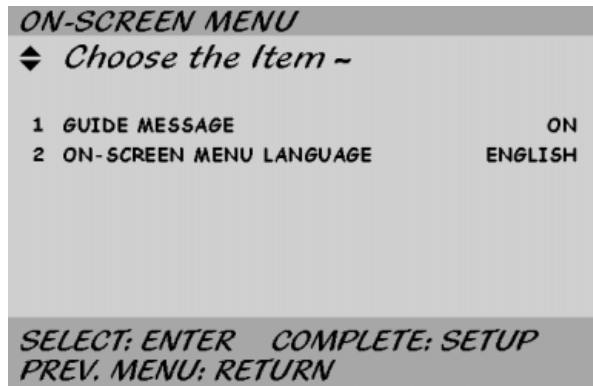 ON-SCREEN MENU
Choose the Item ~
1 GUIDE MESSAGE ON
2 ON-SCREEN MENU LANGUAGE ENGLISH
SELECT: ENTER COMPLETE: SETUP
PREV. MENU: RETURN